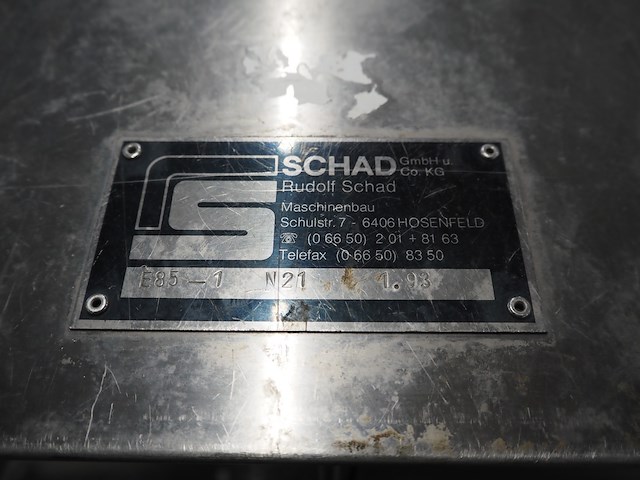 SCHAD GmbH u. Co. KG
Rudolf Schad
Maschinenbau
Schulstr. 7 - 6406 HOSENFELD
☎ (0 66 50) 2 01 + 81 63
Telefax (0 66 50) 83 50
E85-1 N21 1.93